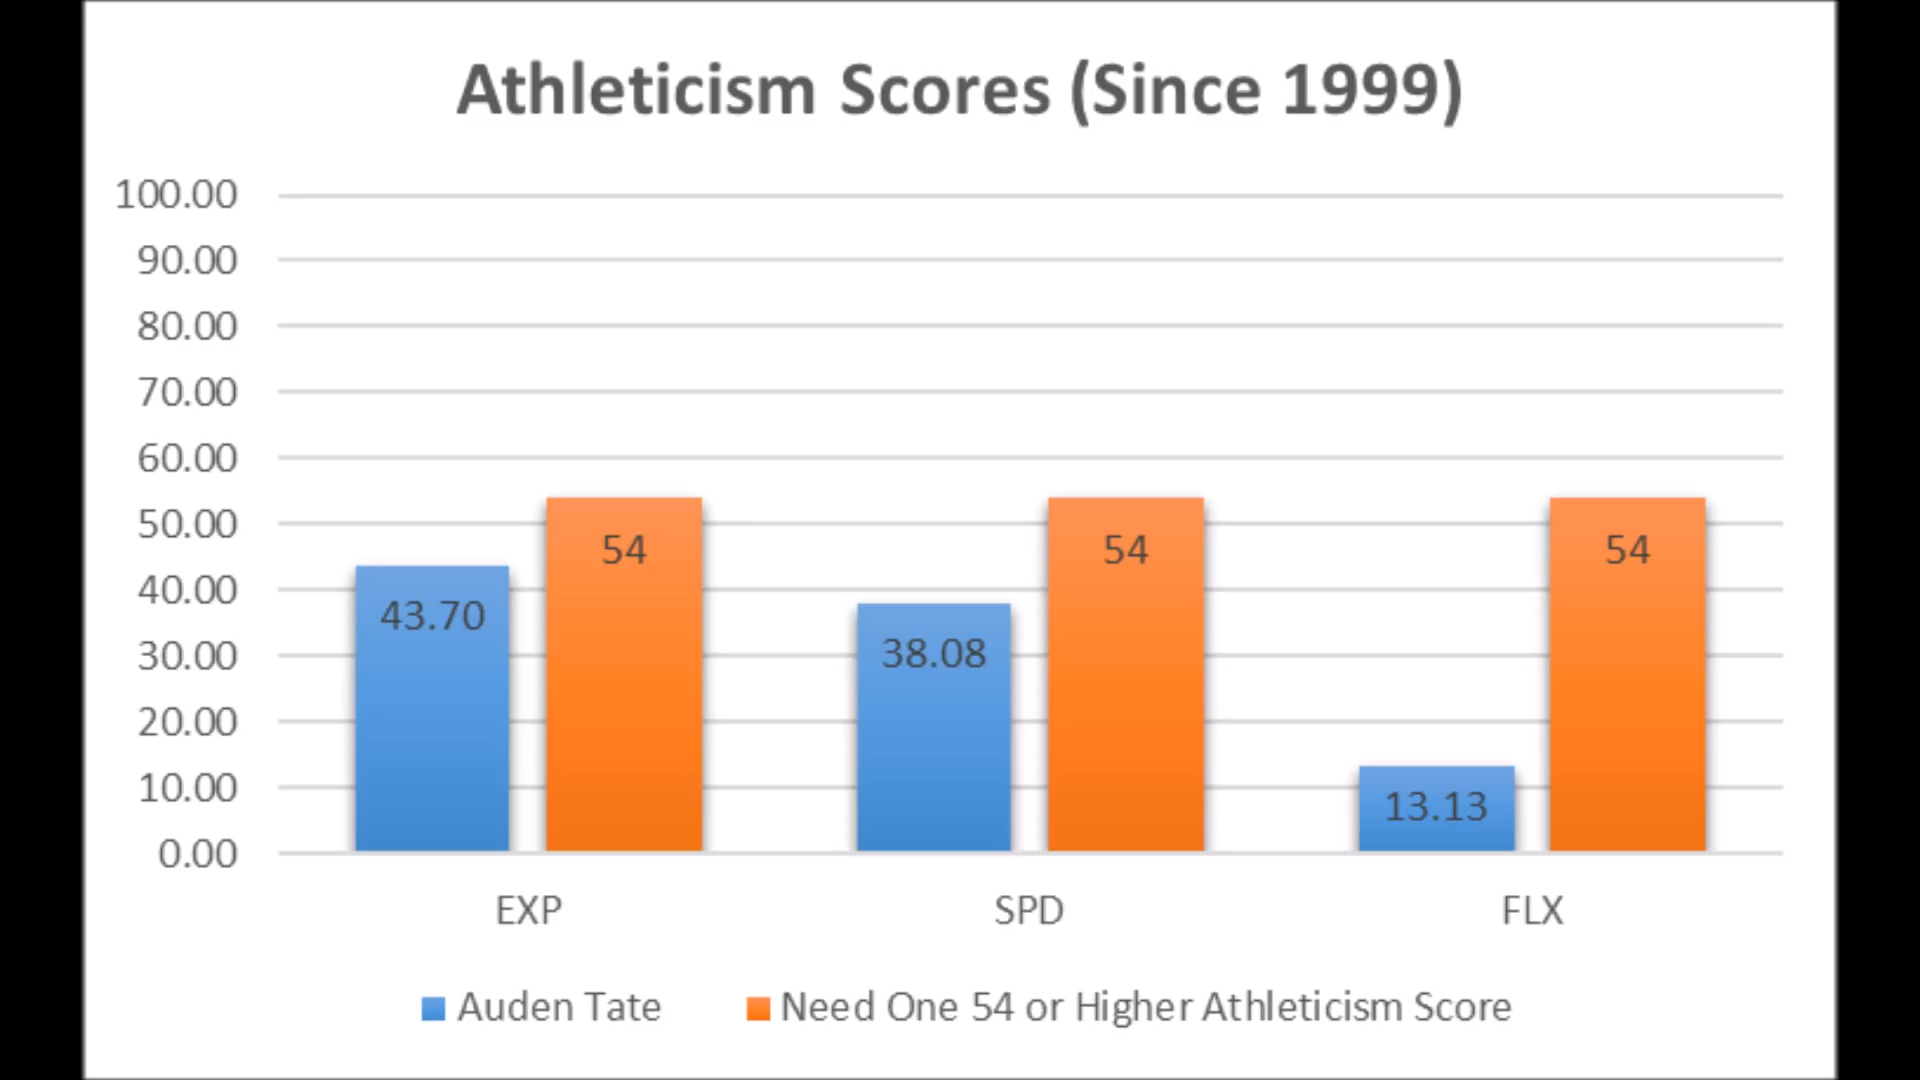 Athleticism Scores (Since 1999)
100.00
90.00
80.00
70.00
60.00
50.00
40.00
30.00
20.00
10.00
0.00
43.70
54
38.08
54
13.13
54
EXP
SPD
FLX
Auden Tate
Need One 54 or Higher Athleticism Score